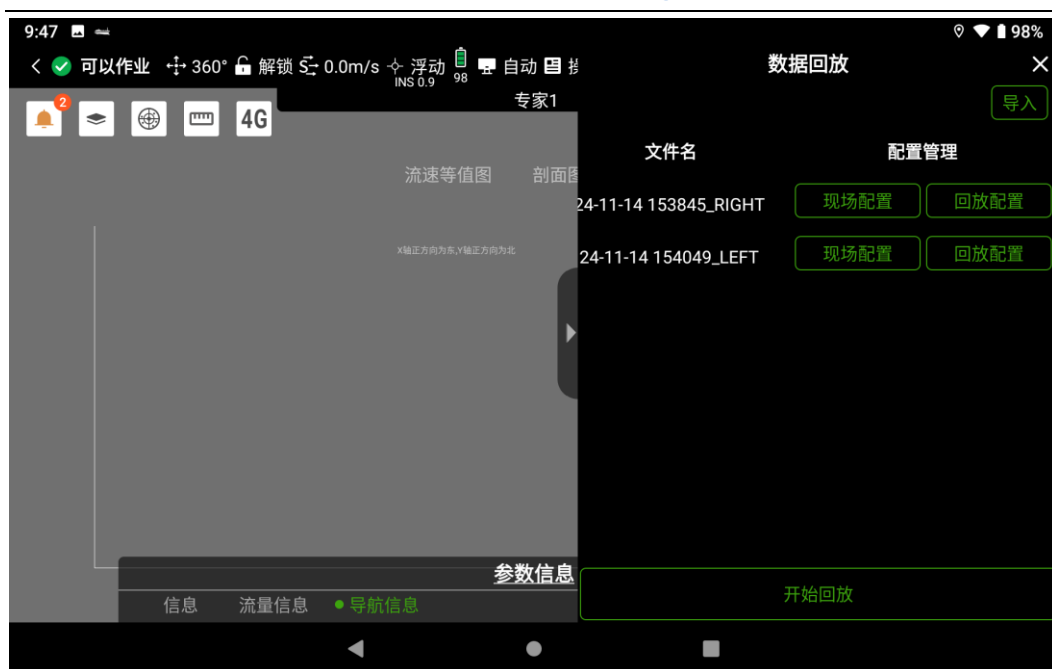 9:47 98%
可以作业 360° 解锁 0.0m/s 浮动 INS 0.9 98 自动
数据回放
专家1
导入
2
4G
文件名 配置管理
流速等值图 剖面图
24-11-14 153845_RIGHT 现场配置 回放配置
X轴正方向为东,Y轴正方向为北
24-11-14 154049_LEFT 现场配置 回放配置
参数信息
开始回放
信息 流量信息 导航信息